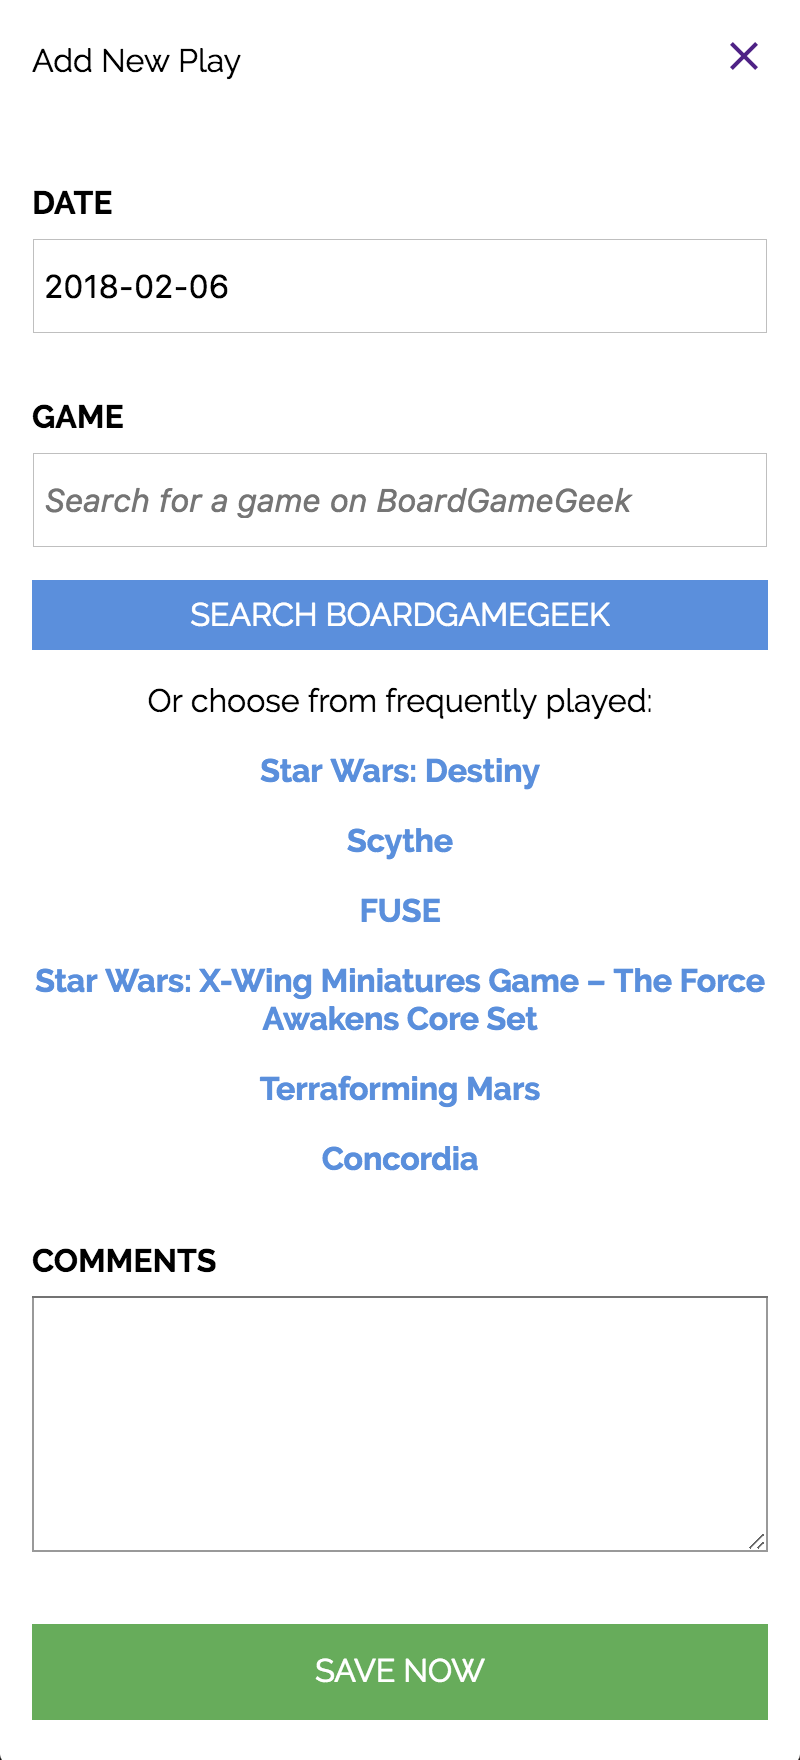 Add New Play
DATE
2018-02-06
GAME
Search for a game on BoardGameGeek
SEARCH BOARDGAMEGEEK
Or choose from frequently played:
Star Wars: Destiny
Scythe
FUSE
Star Wars: X-Wing Miniatures Game – The Force
Awakens Core Set
Terraforming Mars
Concordia
COMMENTS
SAVE NOW